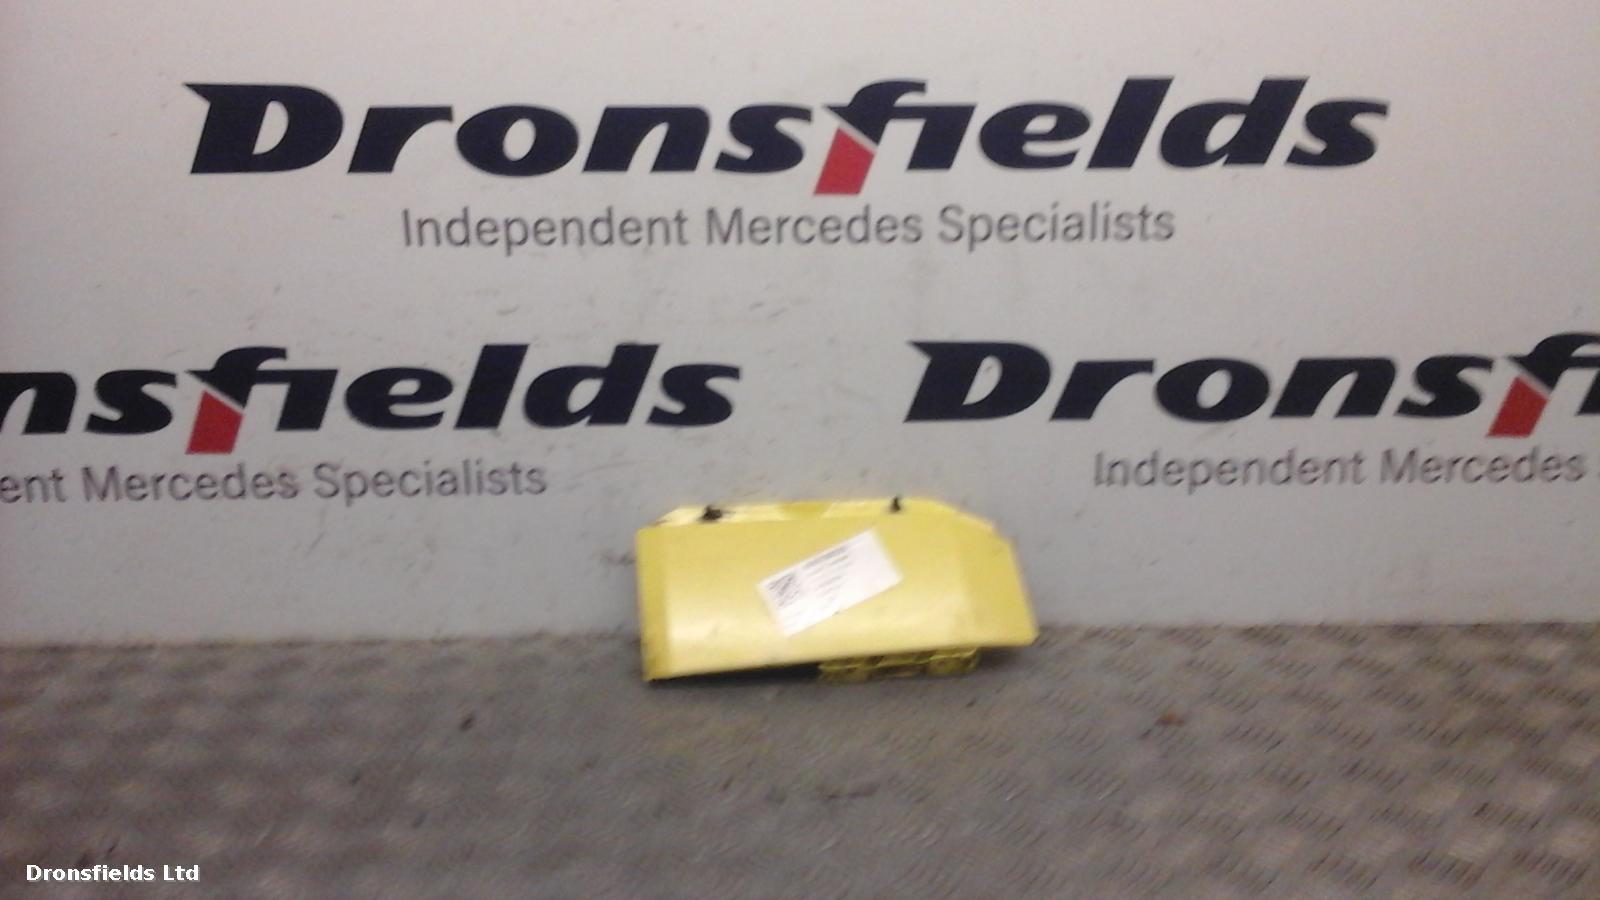 Dronsfields
Independent Mercedes Specialists
nsfields
ent Mercedes Specialists
Dronsfi
Independent Mercedes
Dronsfields Ltd